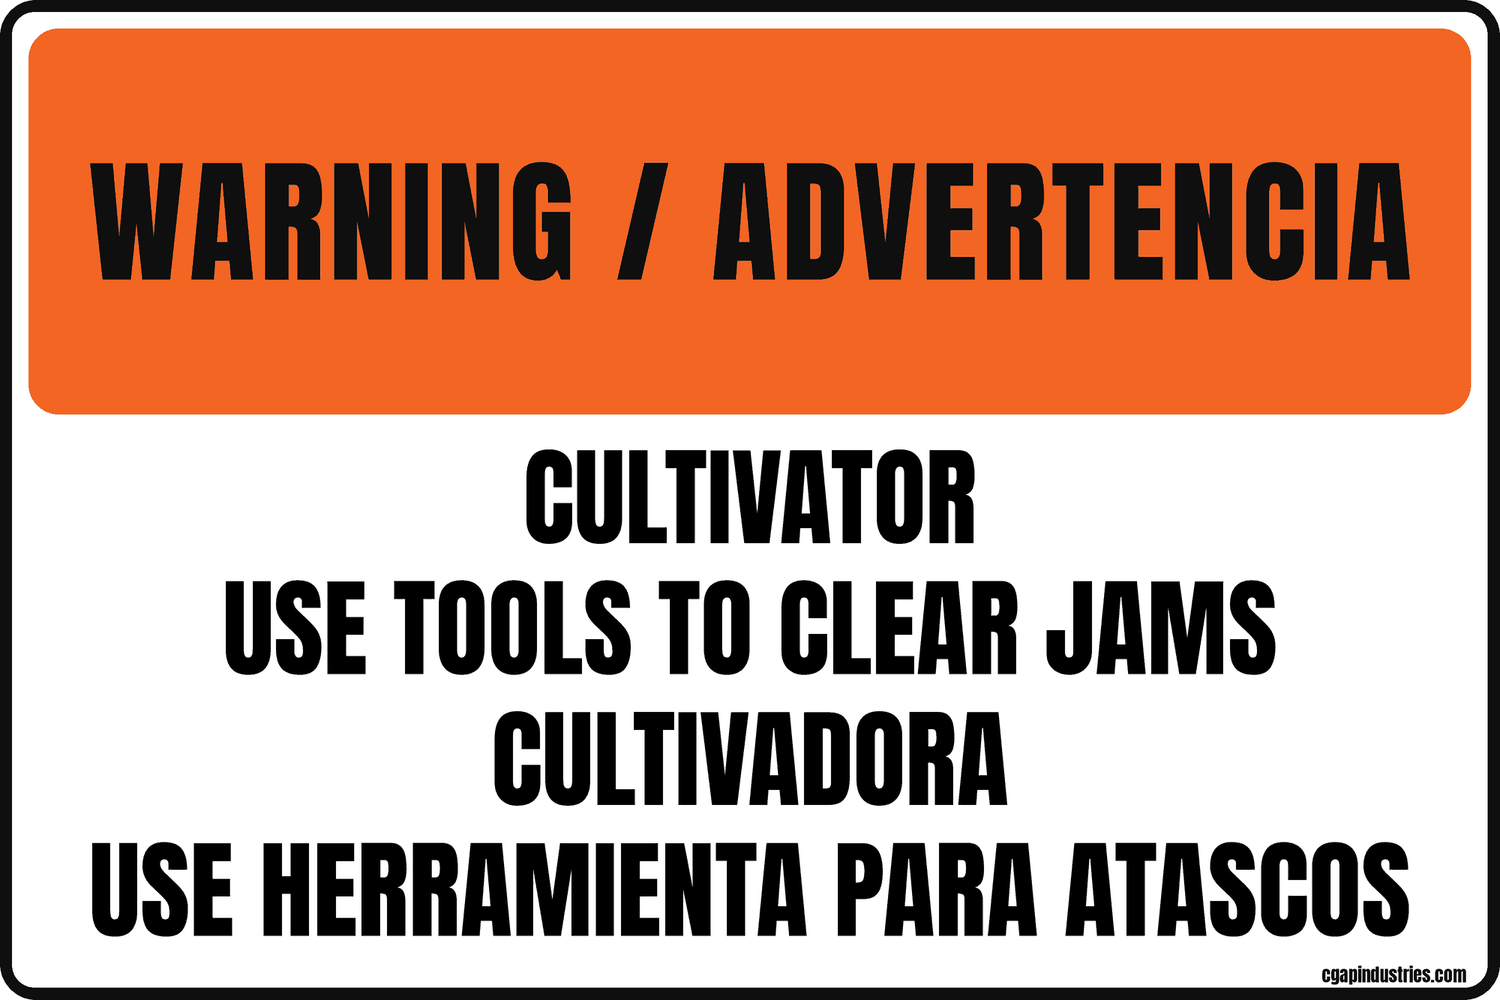 WARNING / ADVERTENCIA
CULTIVATOR
USE TOOLS TO CLEAR JAMS
CULTIVADORA
USE HERRAMIENTA PARA ATASCOS
cgapindustries.com